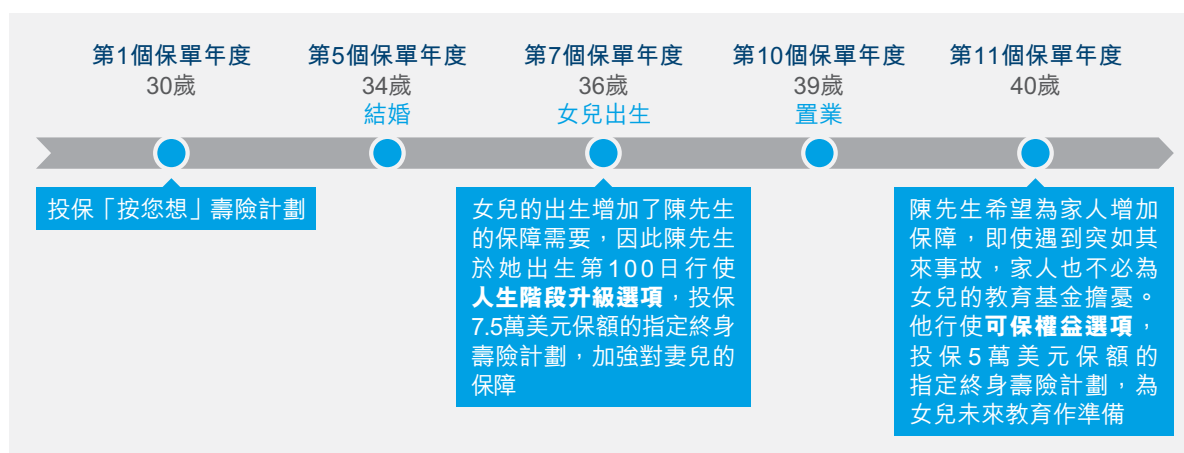 第1個保單年度
30歲
第5個保單年度
34歲
結婚
第7個保單年度
36歲
女兒出生
第10個保單年度
39歲
置業
第11個保單年度
40歲
投保「按您想」壽險計劃
女兒的出生增加了陳先生
的保障需要，因此陳先生
於她出生第100日行使
人生階段升級選項，投保
7.5萬美元保額的指定終身
壽險計劃，加強對妻兒的
保障
陳先生希望為家人增加
保障，即使遇到突如其
來事故，家人也不必為
女兒的教育基金擔憂。
他行使可保權益選項，
投保5萬美元保額的
指定終身壽險計劃，為
女兒未來教育作準備